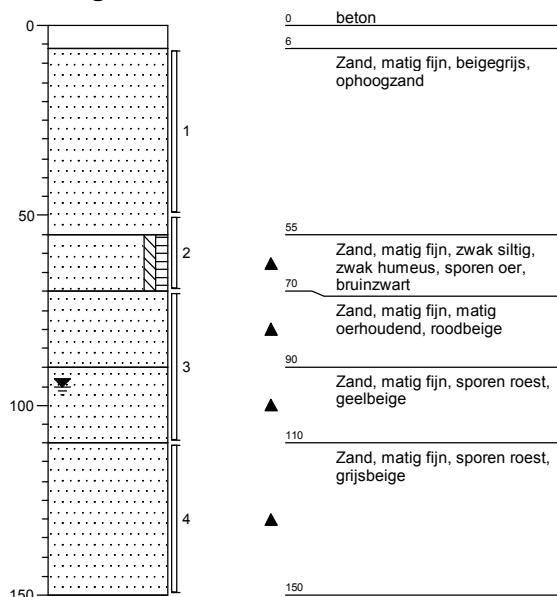 0
50
100
150
1
2
3
4
0
beton
6
Zand, matig fijn, beigegrijs,
ophoogzand
55
Zand, matig fijn, zwak siltig,
zwak humeus, sporen oer,
bruinzwart
70
Zand, matig fijn, matig
oerhoudend, roodbeige
90
Zand, matig fijn, sporen roest,
geelbeige
110
Zand, matig fijn, sporen roest,
grijsbeige
150